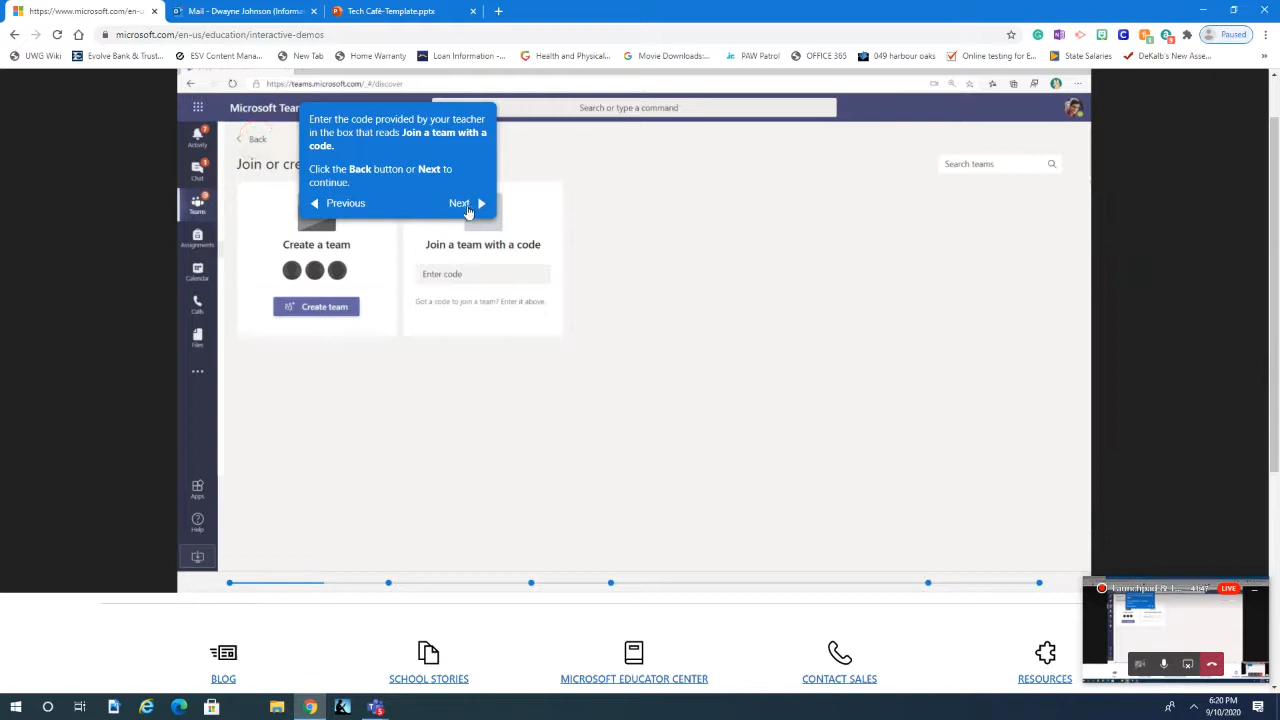 https://www.microsoft.com/en-u
Mail - Dwayne Johnson (Informa
Tech Café-Template.pptx
microsoft.com/en-us/education/interactive-demos
Paused
UWG Wiki
Evolve Bank & Trust...
ESV Content Mana...
New Tab
Home Warranty
Loan Information -...
Health and Physical...
Movie Downloads:...
PAW Patrol
OFFICE 365
049 harbour oaks
Online testing for E...
State Salaries
DeKalb's New Asse...
https://teams.microsoft.com/_#/discover
Microsoft Tea
Search or type a command
Enter the code provided by your teacher
in the box that reads Join a team with a
code.
Click the Back button or Next to
continue.
Previous
Next
Back
Join or cre
Search teams
Activity
Chat
Teams
Assignments
Calendar
Calls
Files
Apps
Help
Create a team
Create team
Join a team with a code
Enter code
Got a code to join a team? Enter it above.
Launchpad & I... 41:47 LIVE
BLOG
SCHOOL STORIES
MICROSOFT EDUCATOR CENTER
CONTACT SALES
RESOURCES
6:20 PM
9/10/2020